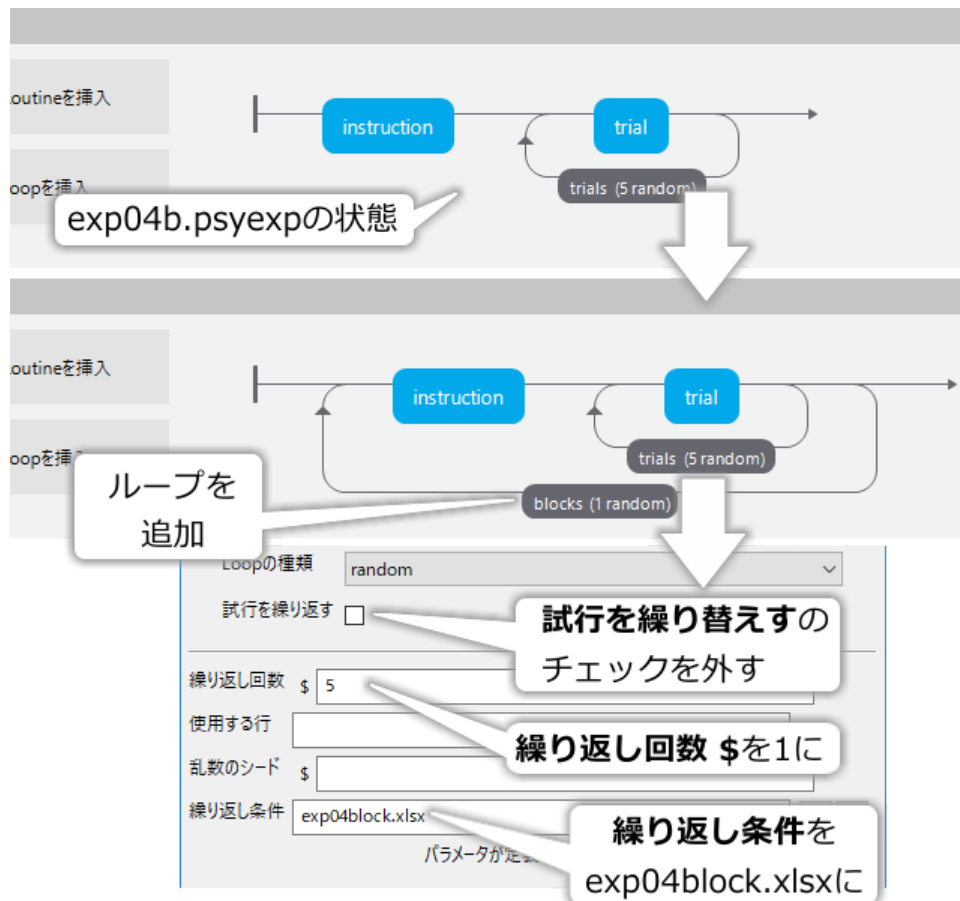 outineを挿入
instruction
trial
oopを挿入
trials (5 random)
exp04b.psyexpの状態
outineを挿入
instruction
trial
oopを挿
trials (5 random)
ループを
追加
blocks (1 random)
Loopの種類
random
試行を繰り返す
試行を繰り替えすの
チェックを外す
繰り返し回数 $ 5
使用する行
繰り返し回数 $を1に
乱数のシード $
繰り返し条件 exp04block.xlsx
繰り返し条件を
パラメータが定
exp04block.xlsxに